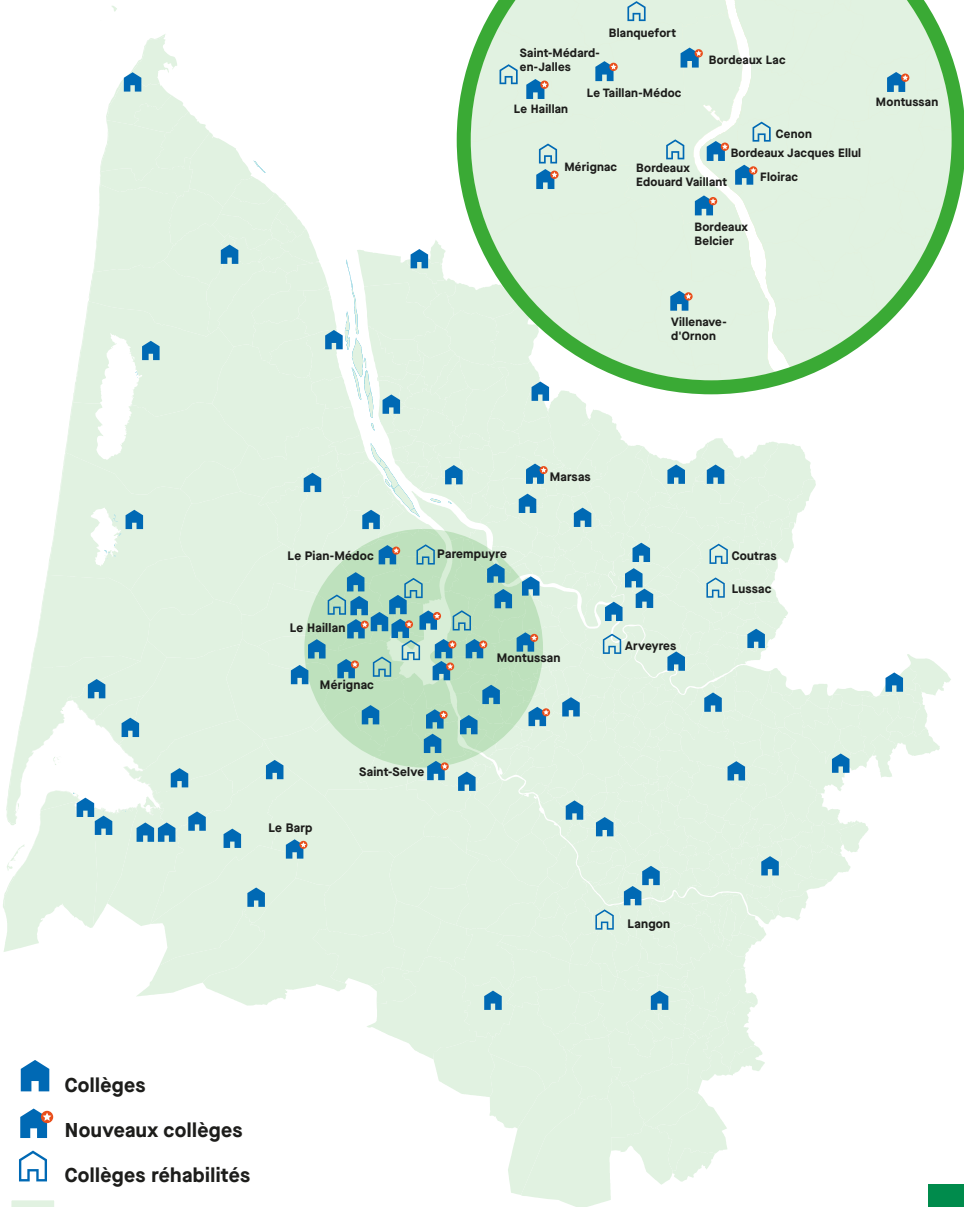 Blanquefort
Saint-Médard-
en-Jalles
Bordeaux Lac
Le Taillan-Médoc
Le Haillan
Montussan
Cenon
Bordeaux Jacques Ellul
Mérignac
Bordeaux
Edouard Vaillant
Floirac
Bordeaux
Belcier
Villenave-
d'Ornon
Marsas
Le Pian-Médoc
Parempuyre
Coutras
Lussac
Le Haillan
Arveyres
Montussan
Mérignac
Saint-Selve
Le Barp
Langon
Collèges
Nouveaux collèges
Collèges réhabilités